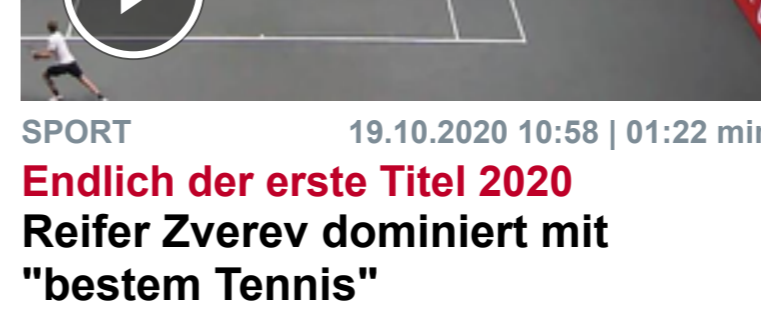 SPORT 19.10.2020 10:58 | 01:22 min
Endlich der erste Titel 2020
Reifer Zverev dominiert mit
"bestem Tennis"